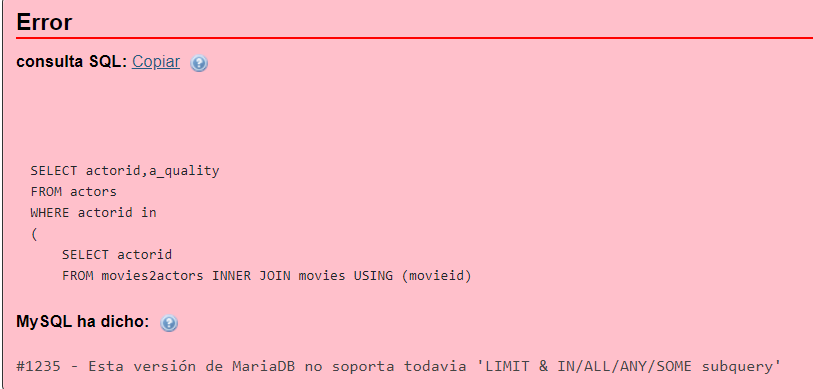 Error
consulta SQL: Copiar
SELECT actorid,a_quality
FROM actors
WHERE actorid in
(
SELECT actorid
FROM movies2actors INNER JOIN movies USING (movieid)
MySQL ha dicho:
#1235 - Esta versión de MariaDB no soporta todavia 'LIMIT & IN/ALL/ANY/SOME subquery'